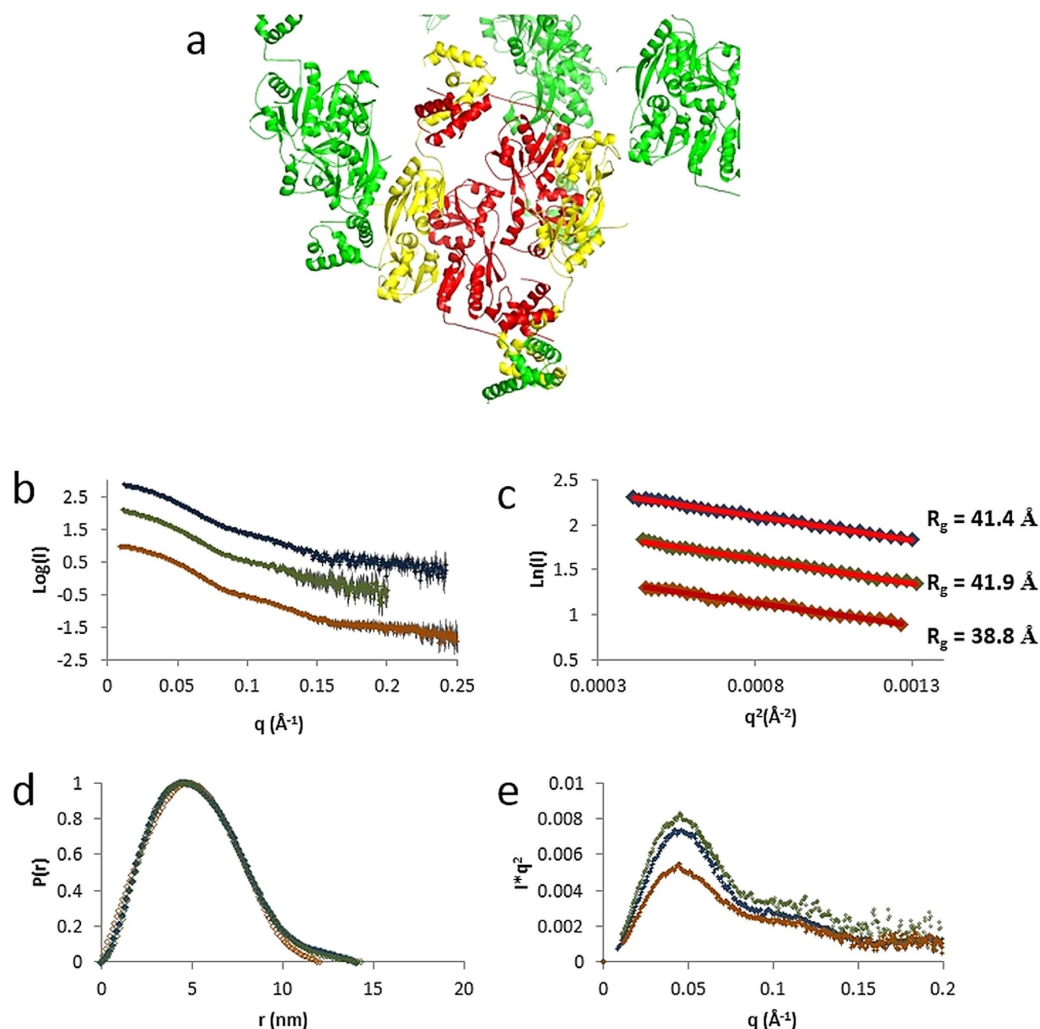 a
b
Log(I)
2.5
1.5
0.5
-0.5
-1.5
-2.5
0
0.05
0.1
0.15
0.2
0.25
q (Å⁻¹)
c
Ln(I)
2.5
2
1.5
1
0.5
0.0003
0.0008
0.0013
q²(Å⁻²)
Rg = 41.4 Å
Rg = 41.9 Å
Rg = 38.8 Å
d
P(r)
1
0.8
0.6
0.4
0.2
0
0
5
10
15
20
r (nm)
e
I*q²
0.01
0.008
0.006
0.004
0.002
0
0
0.05
0.1
0.15
0.2
q (Å⁻¹)